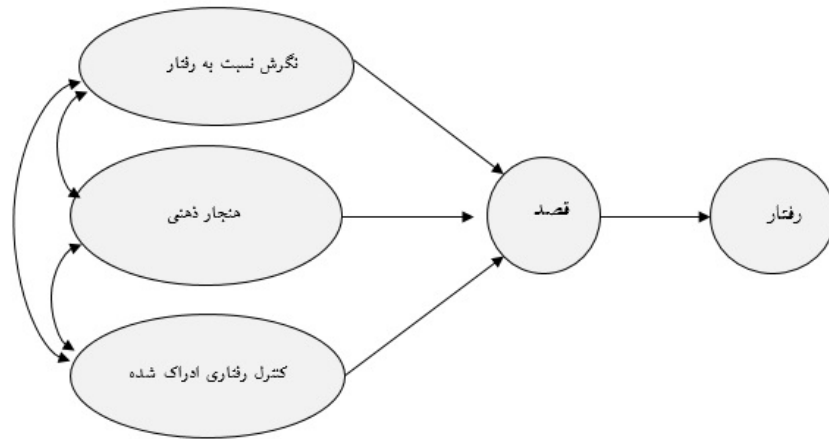 نگرش نسبت به رفتار
هنجار ذهنی
کنترل رفتاری ادراک شده
قصد
رفتار